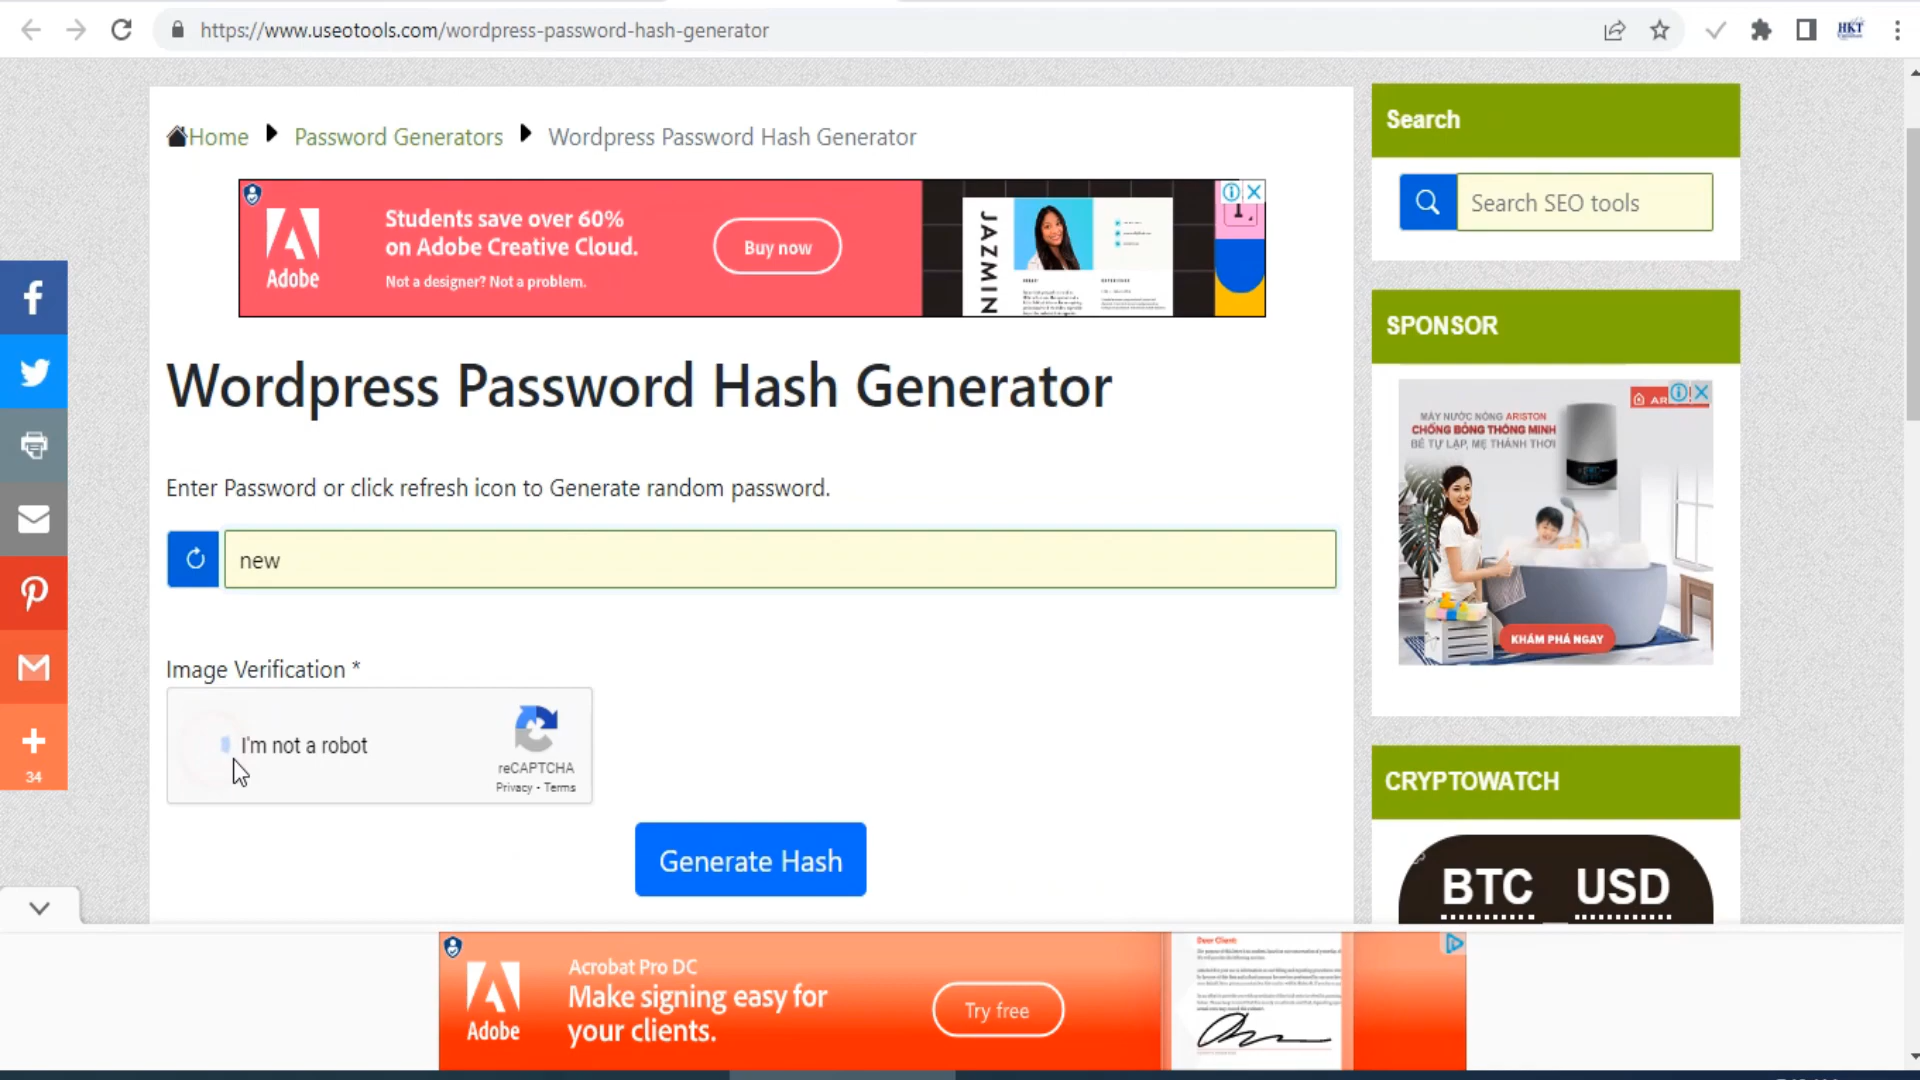 https://www.useotools.com/wordpress-password-hash-generator
HKT
Home Password Generators Wordpress Password Hash Generator
Adobe
Students save over 60%
on Adobe Creative Cloud.
Not a designer? Not a problem.
Buy now
JAZMIN
Wordpress Password Hash Generator
Enter Password or click refresh icon to Generate random password.
new
Image Verification *
I'm not a robot
reCAPTCHA
Privacy - Terms
Generate Hash
34
Search
Search SEO tools
SPONSOR
MÁY NƯỚC NÓNG ARISTON
CHỐNG BỎNG THÔNG MINH
BÉ TỰ LẬP, MẸ THẢNH THƠI
KHÁM PHÁ NGAY
CRYPTOWATCH
BTC USD
Adobe
Acrobat Pro DC
Make signing easy for
your clients.
Try free
Dear Client: